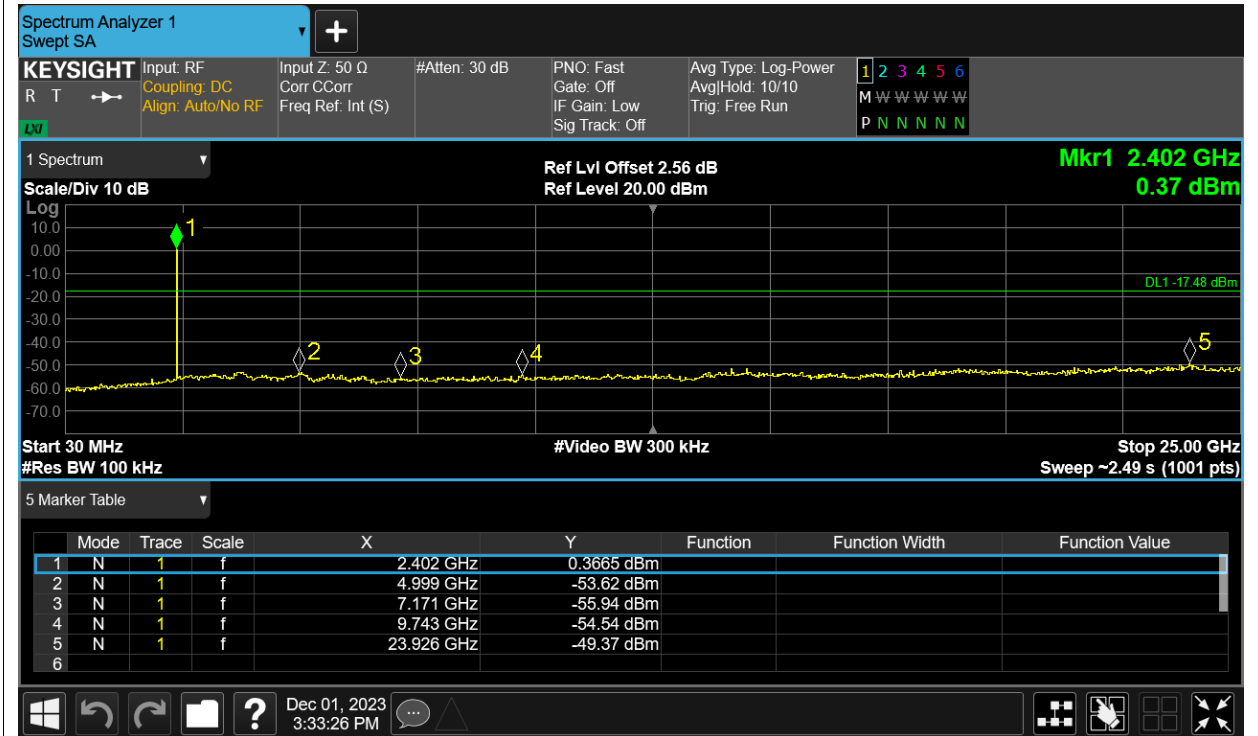 Spectrum Analyzer 1
Swept SA
+
KEYSIGHT Input: RF Input Z: 50 Ω #Atten: 30 dB PNO: Fast Avg Type: Log-Power 1 2 3 4 5 6
R T Coupling: DC Corr CCorr Gate: Off Avg|Hold: 10/10 M W W W W W W
Align: Auto/No RF Freq Ref: Int (S) IF Gain: Low Trig: Free Run
LXI Sig Track: Off P N N N N N N
1 Spectrum Ref Lvl Offset 2.56 dB Mkr1 2.402 GHz
Scale/Div 10 dB Ref Level 20.00 dBm 0.37 dBm
Log
10.0 1
0.00
-10.0 DL1 -17.48 dBm
-20.0
-30.0
-40.0 2 3 4 5
-50.0
-60.0
-70.0
Start 30 MHz #Video BW 300 kHz Stop 25.00 GHz
#Res BW 100 kHz Sweep ~2.49 s (1001 pts)
5 Marker Table
Mode Trace Scale X Y Function Function Width Function Value
1 N 1 f 2.402 GHz 0.3665 dBm
2 N 1 f 4.999 GHz -53.62 dBm
3 N 1 f 7.171 GHz -55.94 dBm
4 N 1 f 9.743 GHz -54.54 dBm
5 N 1 f 23.926 GHz -49.37 dBm
6
? Dec 01, 2023
3:33:26 PM